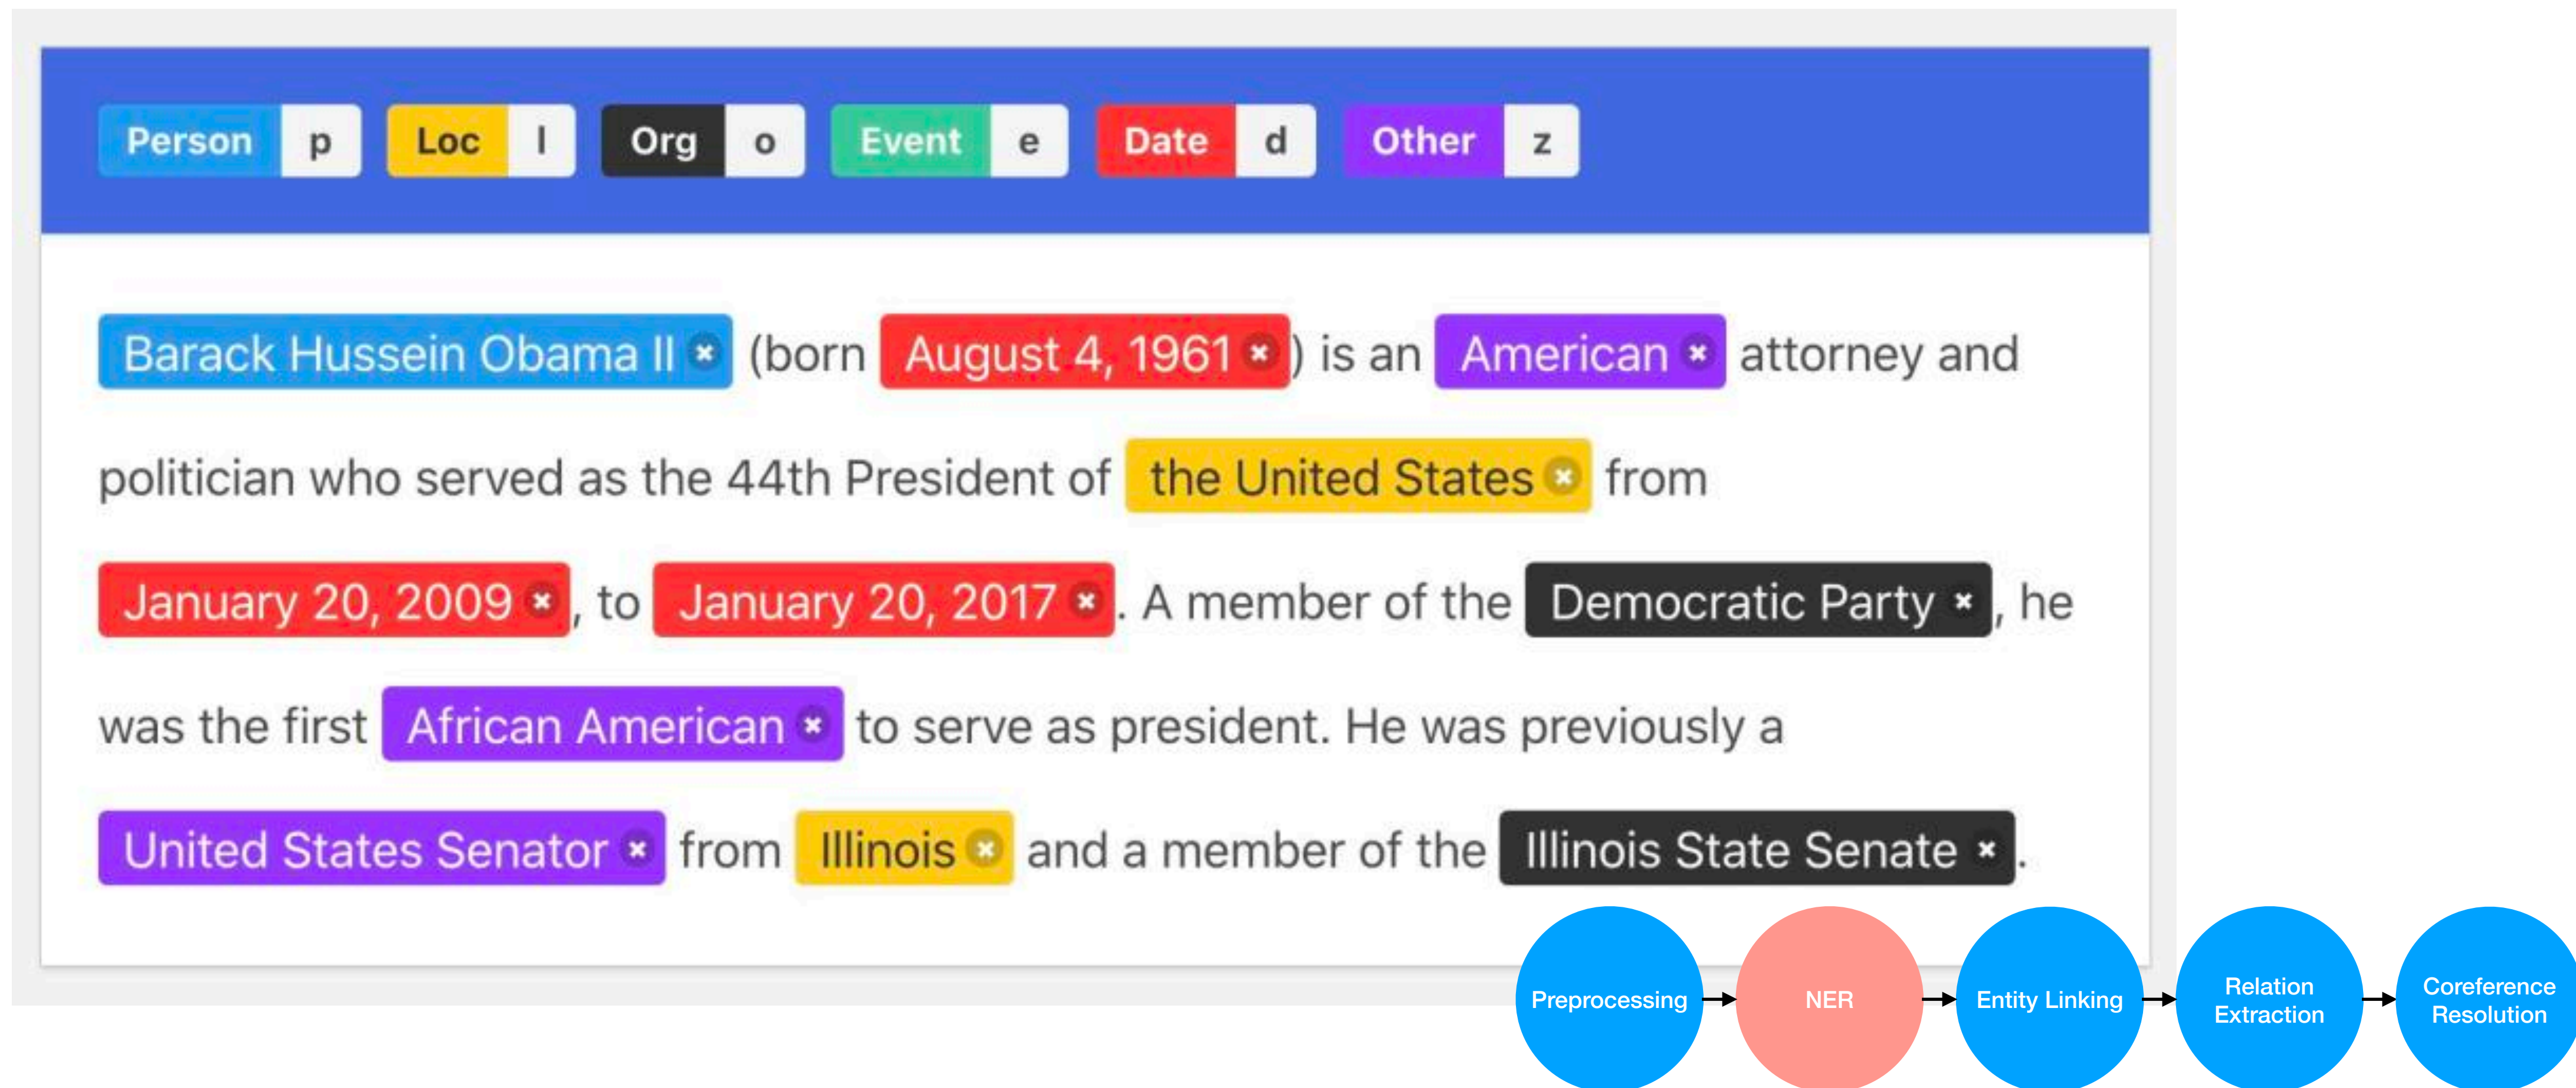 Person p Loc l Org o Event e Date d Other z
Barack Hussein Obama II (born August 4, 1961) is an American attorney and
politician who served as the 44th President of the United States from
January 20, 2009, to January 20, 2017. A member of the Democratic Party, he
was the first African American to serve as president. He was previously a
United States Senator from Illinois and a member of the Illinois State Senate.
Preprocessing
NER
Entity Linking
Relation
Extraction
Coreference
Resolution